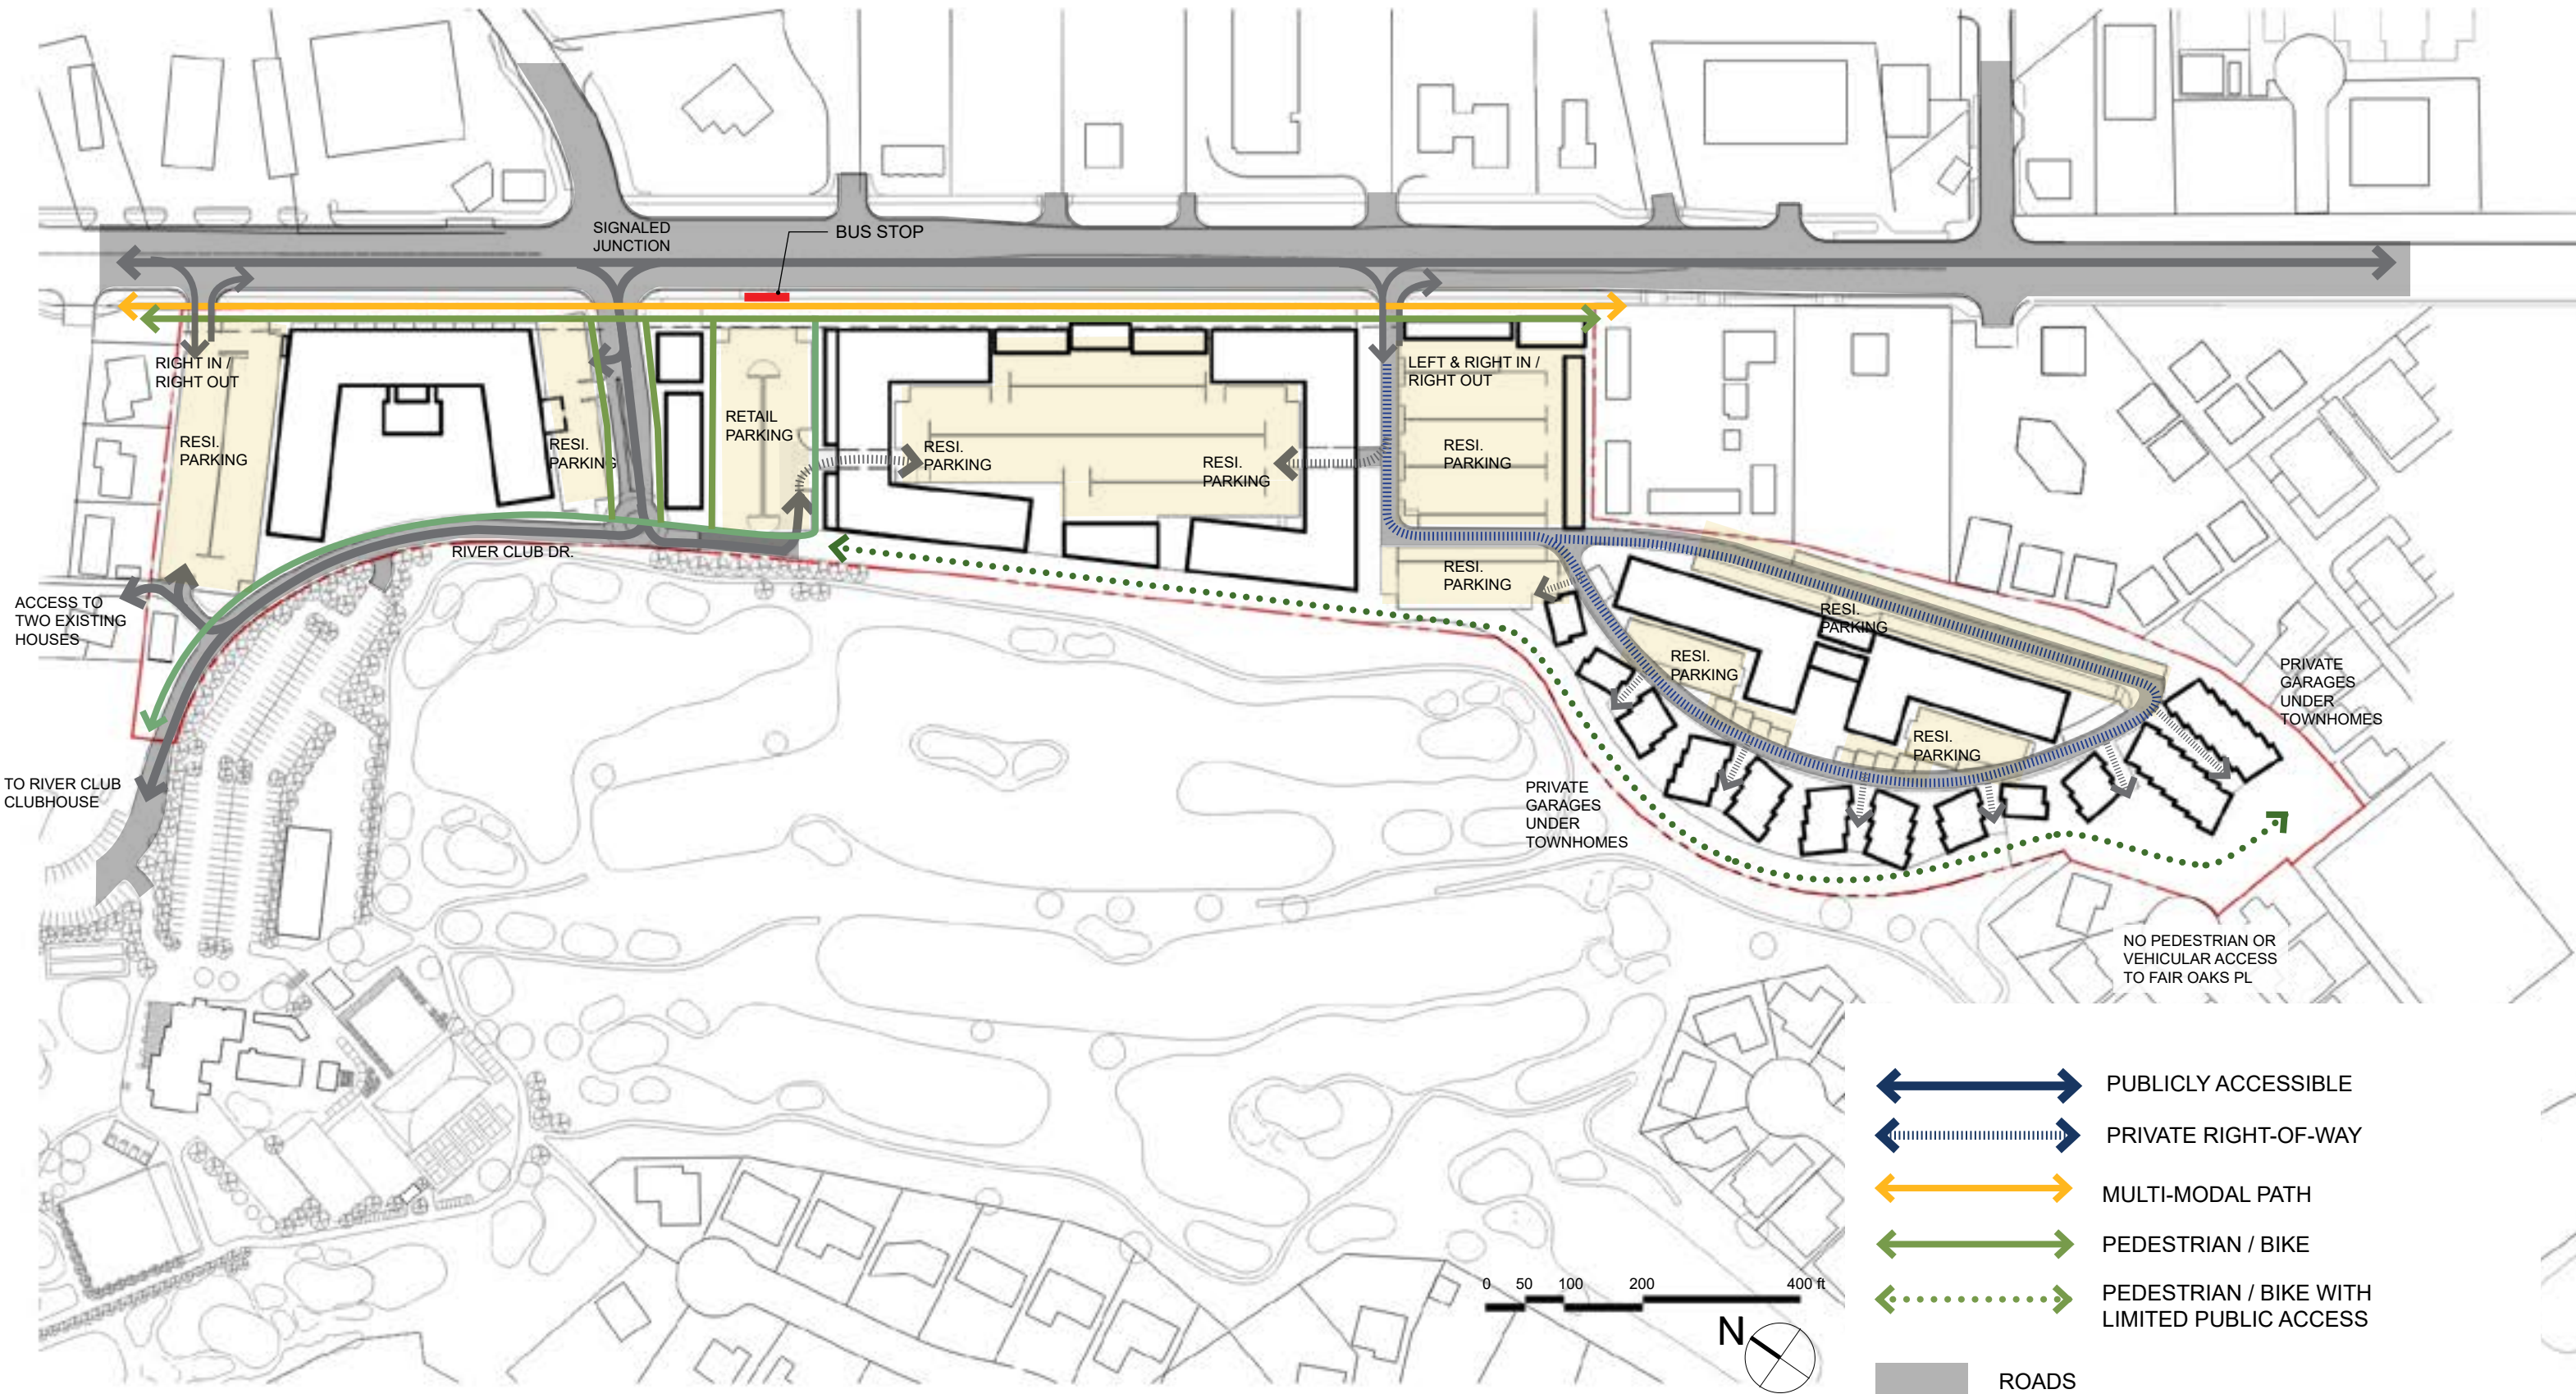 SIGNALED
JUNCTION
BUS STOP
RIGHT IN /
RIGHT OUT
LEFT & RIGHT IN /
RIGHT OUT
RETAIL
PARKING
RESI.
PARKING
RESI.
PARKING
RESI.
PARKING
RESI.
PARKING
RESI.
PARKING
RIVER CLUB DR.
RESI.
PARKING
ACCESS TO
TWO EXISTING
HOUSES
RESI.
PARKING
RESI.
PARKING
RESI.
PARKING
PRIVATE
GARAGES
UNDER
TOWNHOMES
TO RIVER CLUB
CLUBHOUSE
PRIVATE
GARAGES
UNDER
TOWNHOMES
NO PEDESTRIAN OR
VEHICULAR ACCESS
TO FAIR OAKS PL
PUBLICLY ACCESSIBLE
PRIVATE RIGHT-OF-WAY
MULTI-MODAL PATH
PEDESTRIAN / BIKE
PEDESTRIAN / BIKE WITH
LIMITED PUBLIC ACCESS
ROADS
0 50 100 200 400 ft
N